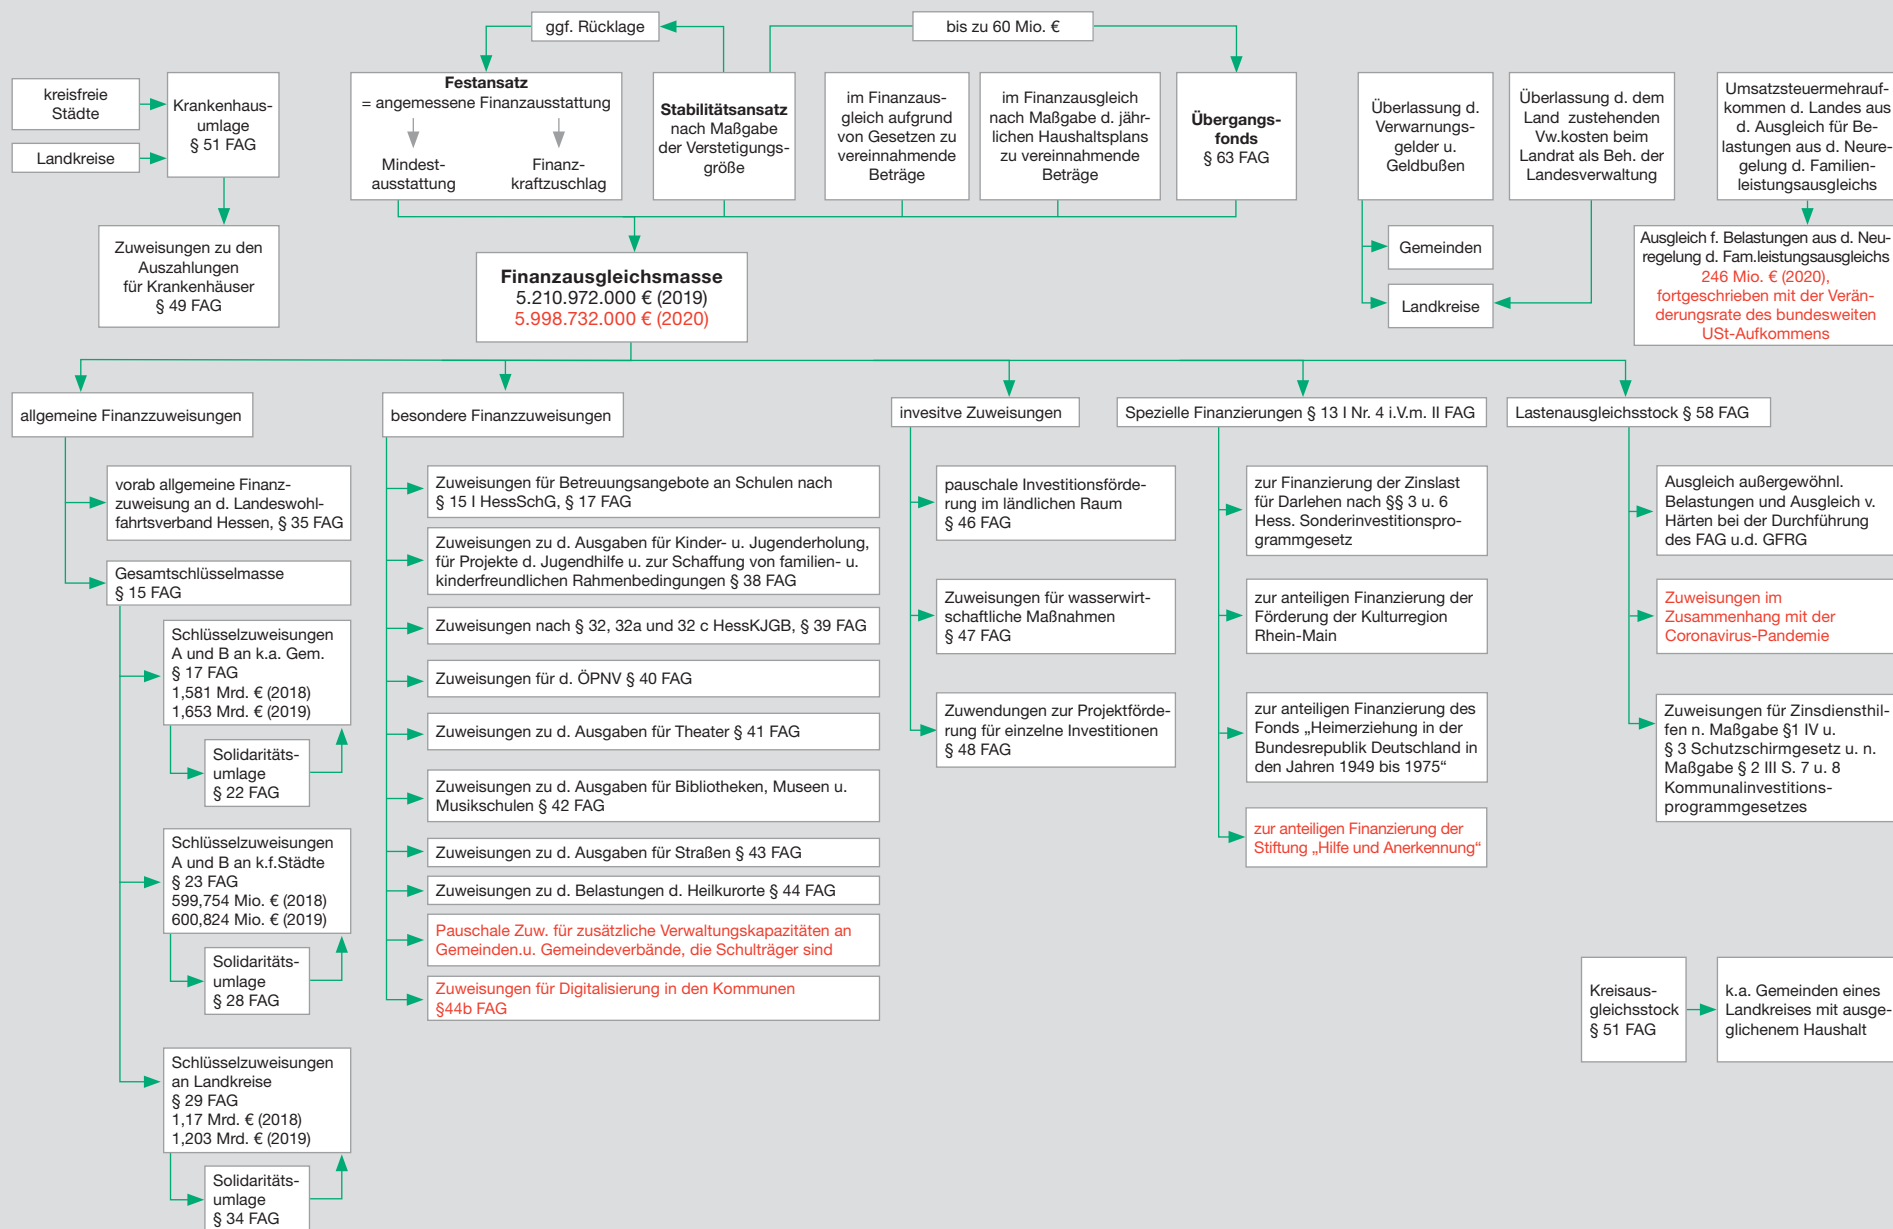 ggf. Rücklage
bis zu 60 Mio. €
kreisfreie
Städte
Landkreise
Krankenhaus-
umlage
§ 51 FAG
Zuweisungen zu den
Auszahlungen
für Krankenhäuser
§ 49 FAG
Festansatz
= angemessene Finanzausstattung
Mindest-
ausstattung
Finanz-
kraftzuschlag
Stabilitätsansatz
nach Maßgabe
der Verstetigungs-
größe
im Finanzaus-
gleich aufgrund
von Gesetzen zu
vereinnahmende
Beträge
im Finanzausgleich
nach Maßgabe d. jähr-
lichen Haushaltsplans
zu vereinnahmende
Beträge
Übergangs-
fonds
§ 63 FAG
Überlassung d.
Verwarnungs-
gelder u.
Geldbußen
Gemeinden
Landkreise
Überlassung d. dem
Land zustehenden
Vw.kosten beim
Landrat als Beh. der
Landesverwaltung
Umsatzsteuermehrauf-
kommen d. Landes aus
d. Ausgleich für Be-
lastungen aus d. Neure-
gelung d. Familien-
leistungsausgleichs
Ausgleich f. Belastungen aus d. Neu-
regelung d. Fam.leistungsausgleichs
246 Mio. € (2020),
fortgeschrieben mit der Verän-
derungsrate des bundesweiten
USt-Aufkommens
Finanzausgleichsmasse
5.210.972.000 € (2019)
5.998.732.000 € (2020)
allgemeine Finanzzuweisungen
vorab allgemeine Finanz-
zuweisung an d. Landeswohl-
fahrtsverband Hessen, § 35 FAG
Gesamtschlüsselmasse
§ 15 FAG
Schlüsselzuweisungen
A und B an k.a. Gem.
§ 17 FAG
1,581 Mrd. € (2018)
1,653 Mrd. € (2019)
Solidaritäts-
umlage
§ 22 FAG
Schlüsselzuweisungen
A und B an k.f.Städte
§ 23 FAG
599,754 Mio. € (2018)
600,824 Mio. € (2019)
Solidaritäts-
umlage
§ 28 FAG
Schlüsselzuweisungen
an Landkreise
§ 29 FAG
1,17 Mrd. € (2018)
1,203 Mrd. € (2019)
Solidaritäts-
umlage
§ 34 FAG
besondere Finanzzuweisungen
Zuweisungen für Betreuungsangebote an Schulen nach
§ 15 I HessSchG, § 17 FAG
Zuweisungen zu d. Ausgaben für Kinder- u. Jugenderholung,
für Projekte d. Jugendhilfe u. zur Schaffung von familien- u.
kinderfreundlichen Rahmenbedingungen § 38 FAG
Zuweisungen nach § 32, 32a und 32 c HessKJGB, § 39 FAG
Zuweisungen für d. ÖPNV § 40 FAG
Zuweisungen zu d. Ausgaben für Theater § 41 FAG
Zuweisungen zu d. Ausgaben für Bibliotheken, Museen u.
Musikschulen § 42 FAG
Zuweisungen zu d. Ausgaben für Straßen § 43 FAG
Zuweisungen zu d. Belastungen d. Heilkurorte § 44 FAG
Pauschale Zuw. für zusätzliche Verwaltungskapazitäten an
Gemeinden.u. Gemeindeverbände, die Schulträger sind
Zuweisungen für Digitalisierung in den Kommunen
§44b FAG
invesitve Zuweisungen
pauschale Investitionsförde-
rung im ländlichen Raum
§ 46 FAG
Zuweisungen für wasserwirt-
schaftliche Maßnahmen
§ 47 FAG
Zuwendungen zur Projektförde-
rung für einzelne Investitionen
§ 48 FAG
Spezielle Finanzierungen § 13 I Nr. 4 i.V.m. II FAG
zur Finanzierung der Zinslast
für Darlehen nach §§ 3 u. 6
Hess. Sonderinvestitionspro-
grammgesetz
zur anteiligen Finanzierung der
Förderung der Kulturregion
Rhein-Main
zur anteiligen Finanzierung des
Fonds „Heimerziehung in der
Bundesrepublik Deutschland in
den Jahren 1949 bis 1975“
zur anteiligen Finanzierung der
Stiftung „Hilfe und Anerkennung“
Lastenausgleichsstock § 58 FAG
Ausgleich außergewöhnl.
Belastungen und Ausgleich v.
Härten bei der Durchführung
des FAG u.d. GFRG
Zuweisungen im
Zusammenhang mit der
Coronavirus-Pandemie
Zuweisungen für Zinsdiensthil-
fen n. Maßgabe §1 IV u.
§ 3 Schutzschirmgesetz u. n.
Maßgabe § 2 III S. 7 u. 8
Kommunalinvestitions-
programmgesetzes
Kreisaus-
gleichsstock
§ 51 FAG
k.a. Gemeinden eines
Landkreises mit ausge-
glichenem Haushalt